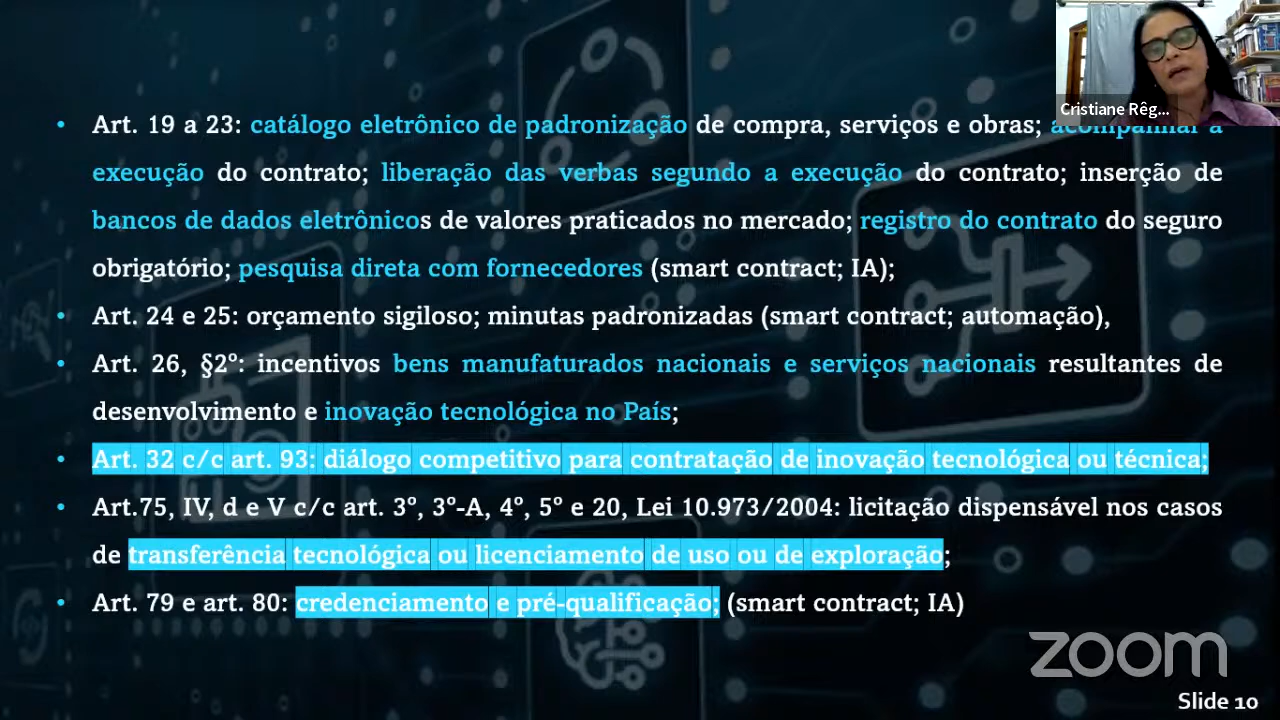 Cristiane Rêg...
• Art. 19 a 23: catálogo eletrônico de padronização de compra, serviços e obras; acompanhar a
execução do contrato; liberação das verbas segundo a execução do contrato; inserção de
bancos de dados eletrônicos de valores praticados no mercado; registro do contrato do seguro
obrigatório; pesquisa direta com fornecedores (smart contract; IA);
• Art. 24 e 25: orçamento sigiloso; minutas padronizadas (smart contract; automação),
• Art. 26, §2º: incentivos bens manufaturados nacionais e serviços nacionais resultantes de
desenvolvimento e inovação tecnológica no País;
• Art. 32 c/c art. 93: diálogo competitivo para contratação de inovação tecnológica ou técnica;
• Art.75, IV, d e V c/c art. 3º, 3º-A, 4º, 5º e 20, Lei 10.973/2004: licitação dispensável nos casos
de transferência tecnológica ou licenciamento de uso ou de exploração;
• Art. 79 e art. 80: credenciamento e pré-qualificação; (smart contract; IA)
zoom
Slide 10